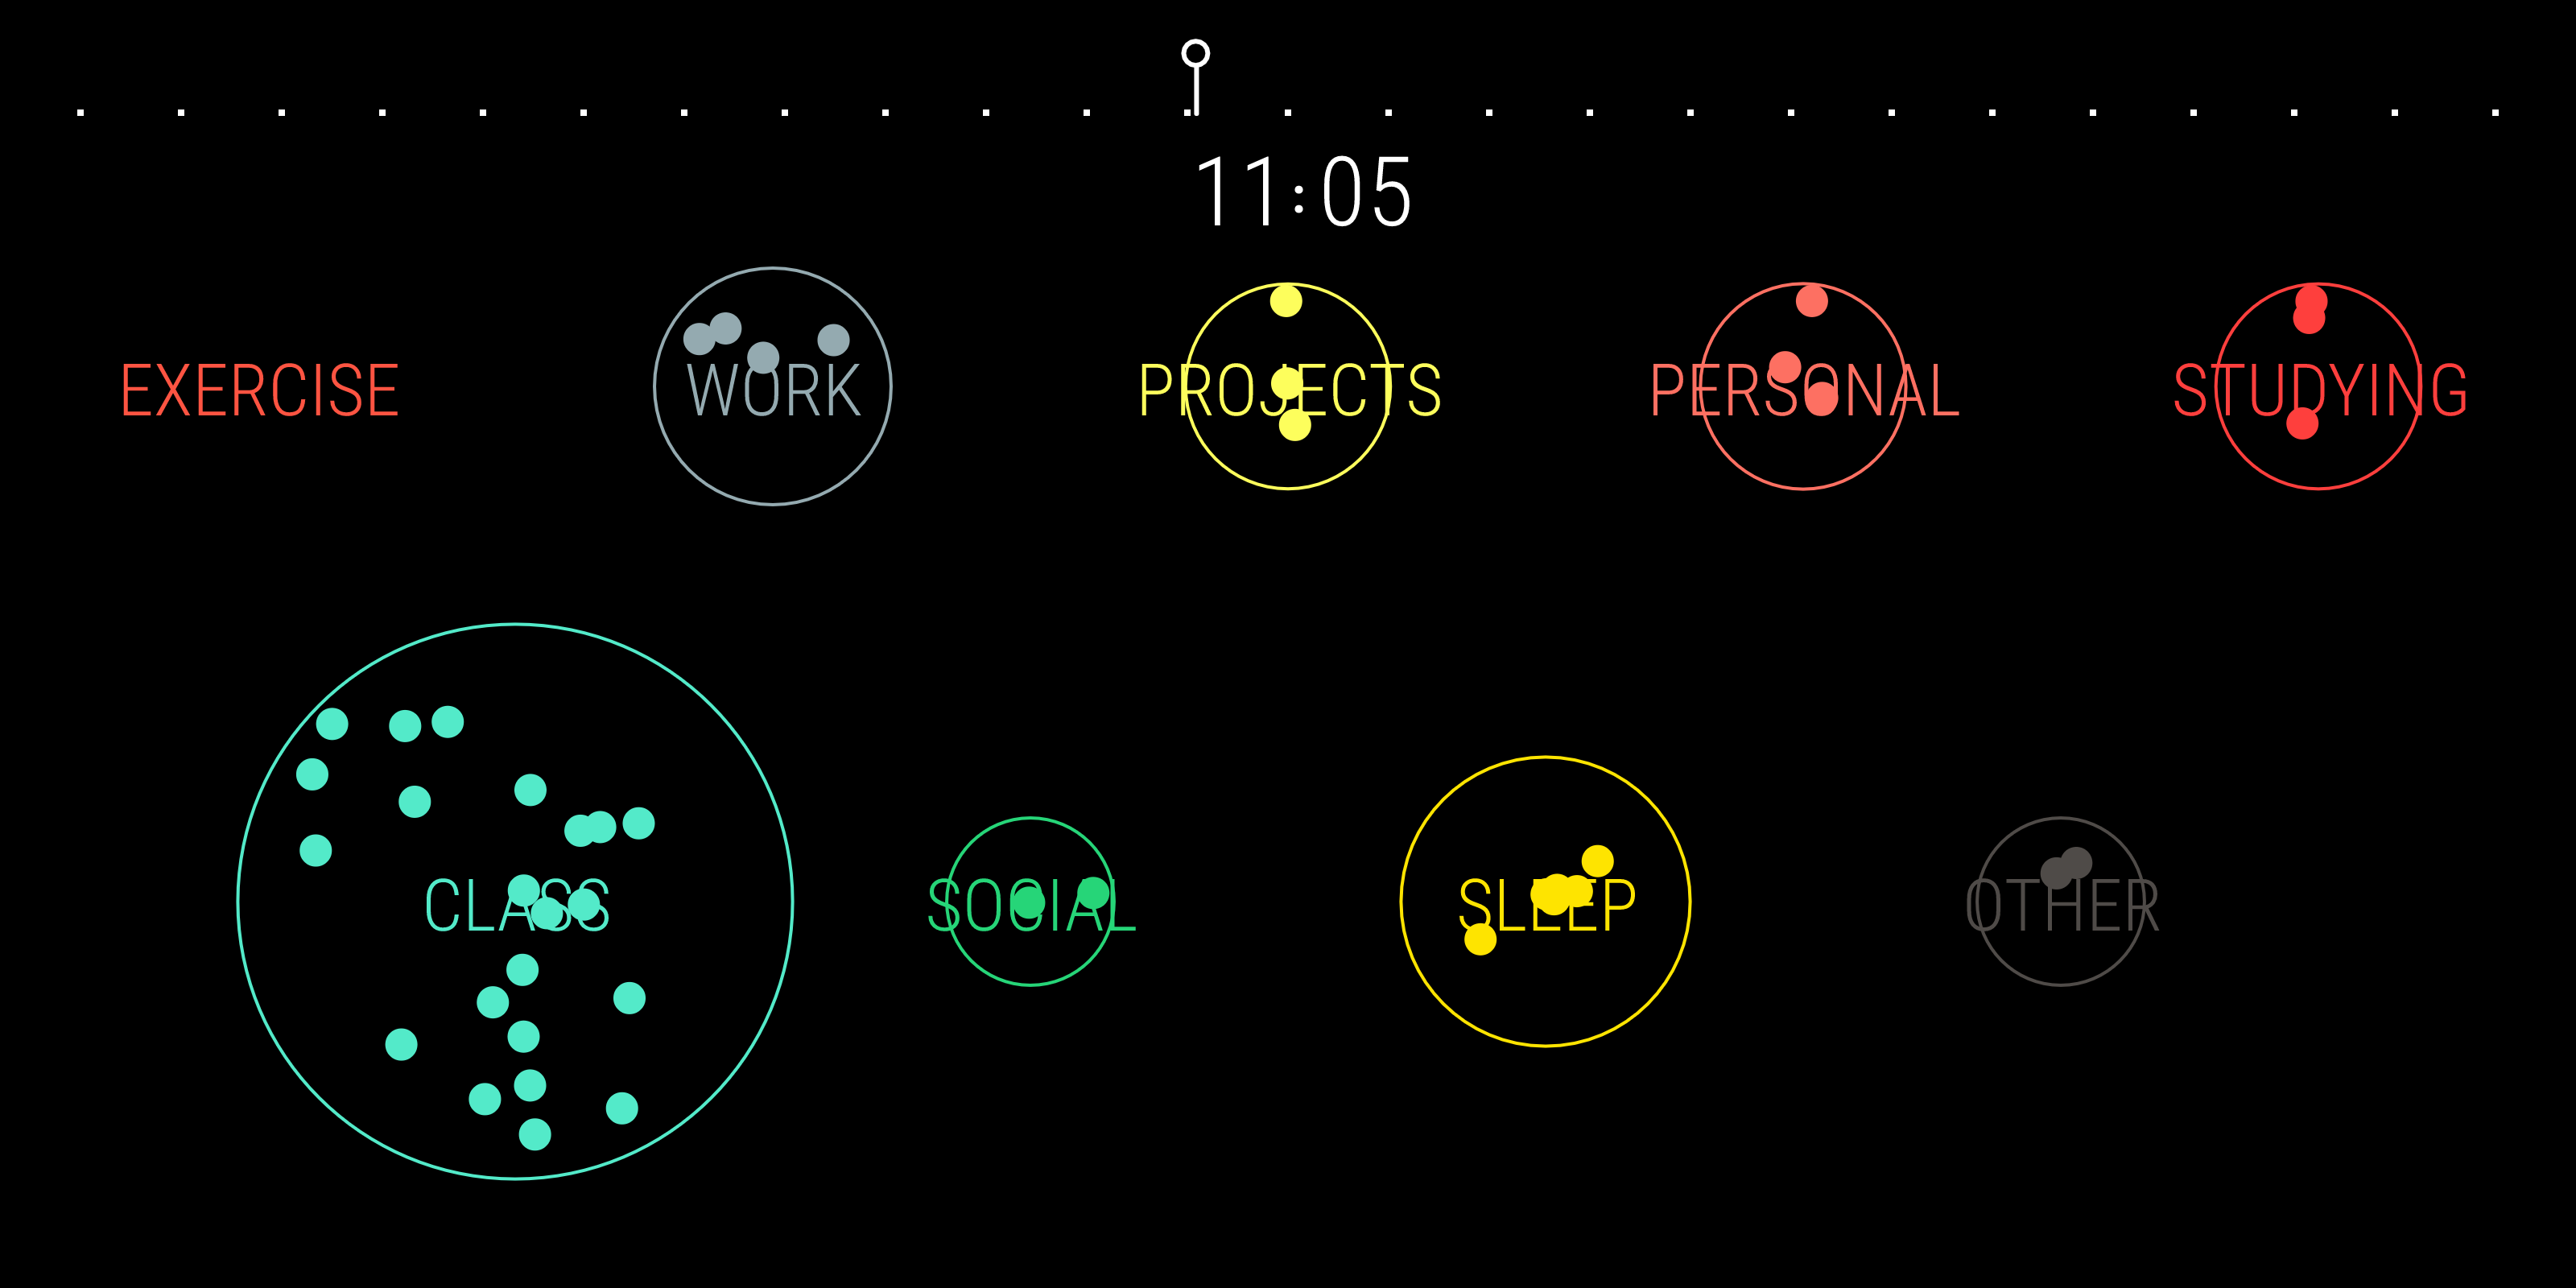 11:05
EXERCISE
WORK
PROJECTS
PERSONAL
STUDYING
CLASS
SOCIAL
SLEEP
OTHER